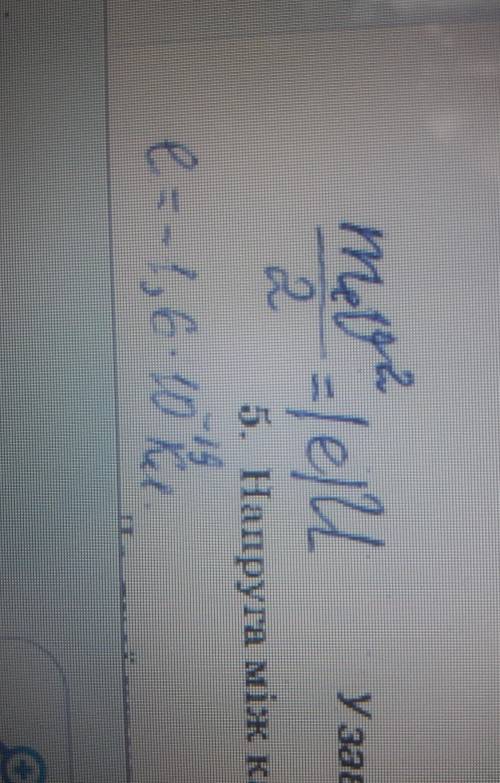 У зав
mₑv²/2 = |e|U
5. Напруга між к
e = -1,6·10⁻¹⁹ Кл.